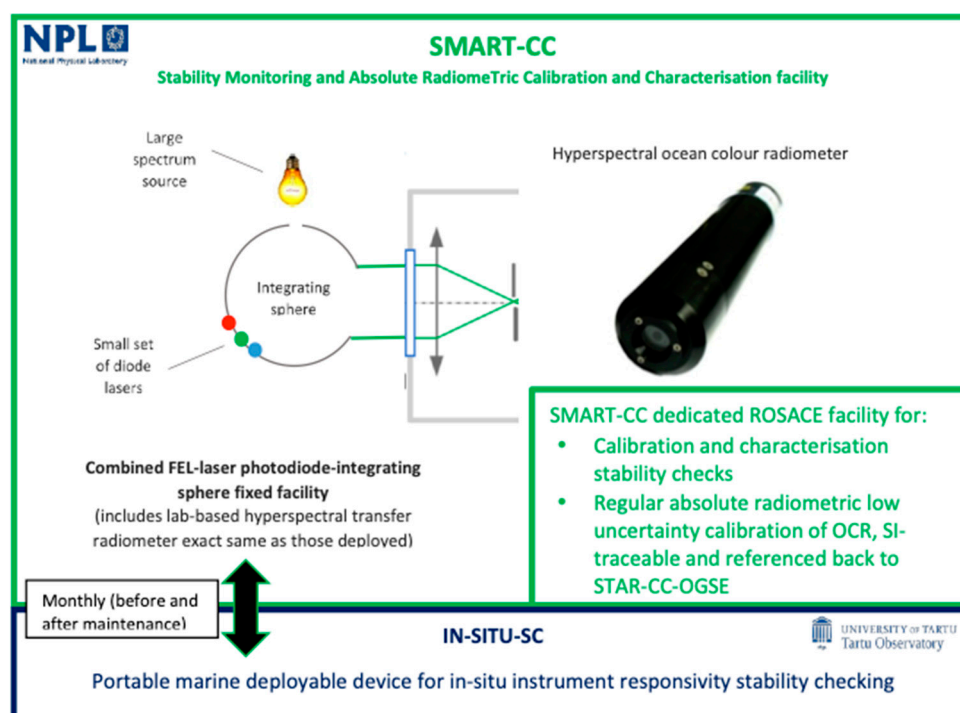 NPL
National Physical Laboratory
SMART-CC
Stability Monitoring and Absolute RadiomeTric Calibration and Characterisation facility
Large
spectrum
source
Hyperspectral ocean colour radiometer
Integrating
sphere
Small set
of diode
lasers
Combined FEL-laser photodiode-integrating
sphere fixed facility
(includes lab-based hyperspectral transfer
radiometer exact same as those deployed)
SMART-CC dedicated ROSACE facility for:
• Calibration and characterisation
stability checks
• Regular absolute radiometric low
uncertainty calibration of OCR, SI-
traceable and referenced back to
STAR-CC-OGSE
Monthly (before and
after maintenance)
IN-SITU-SC
UNIVERSITY OF TARTU
Tartu Observatory
Portable marine deployable device for in-situ instrument responsivity stability checking